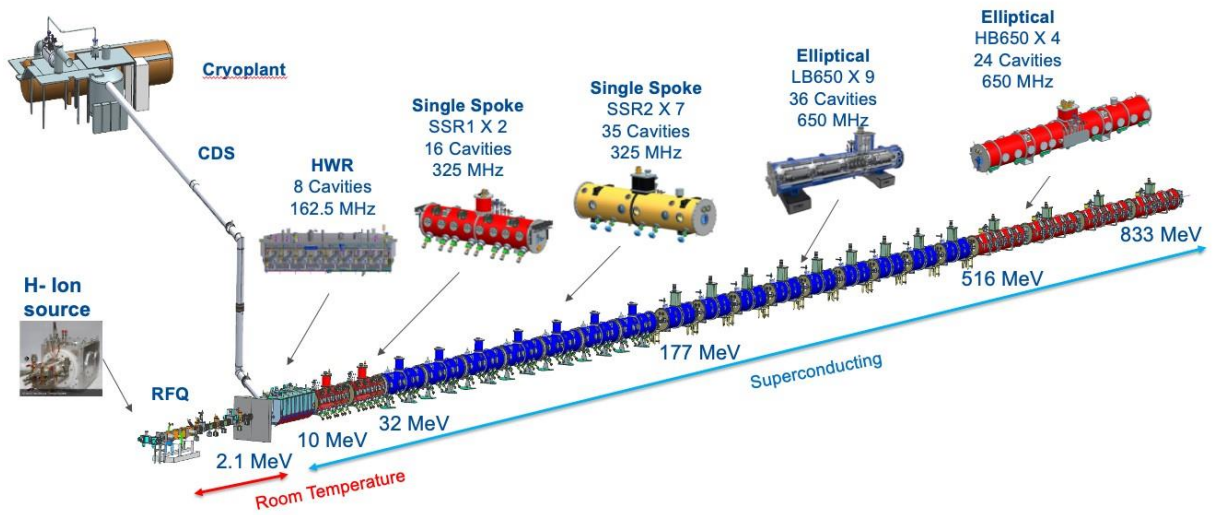 Cryoplant
CDS
H- Ion
source
RFQ
HWR
8 Cavities
162.5 MHz
Single Spoke
SSR1 X 2
16 Cavities
325 MHz
Single Spoke
SSR2 X 7
35 Cavities
325 MHz
Elliptical
LB650 X 9
36 Cavities
650 MHz
Elliptical
HB650 X 4
24 Cavities
650 MHz
2.1 MeV
10 MeV
32 MeV
177 MeV
516 MeV
833 MeV
Room Temperature
Superconducting